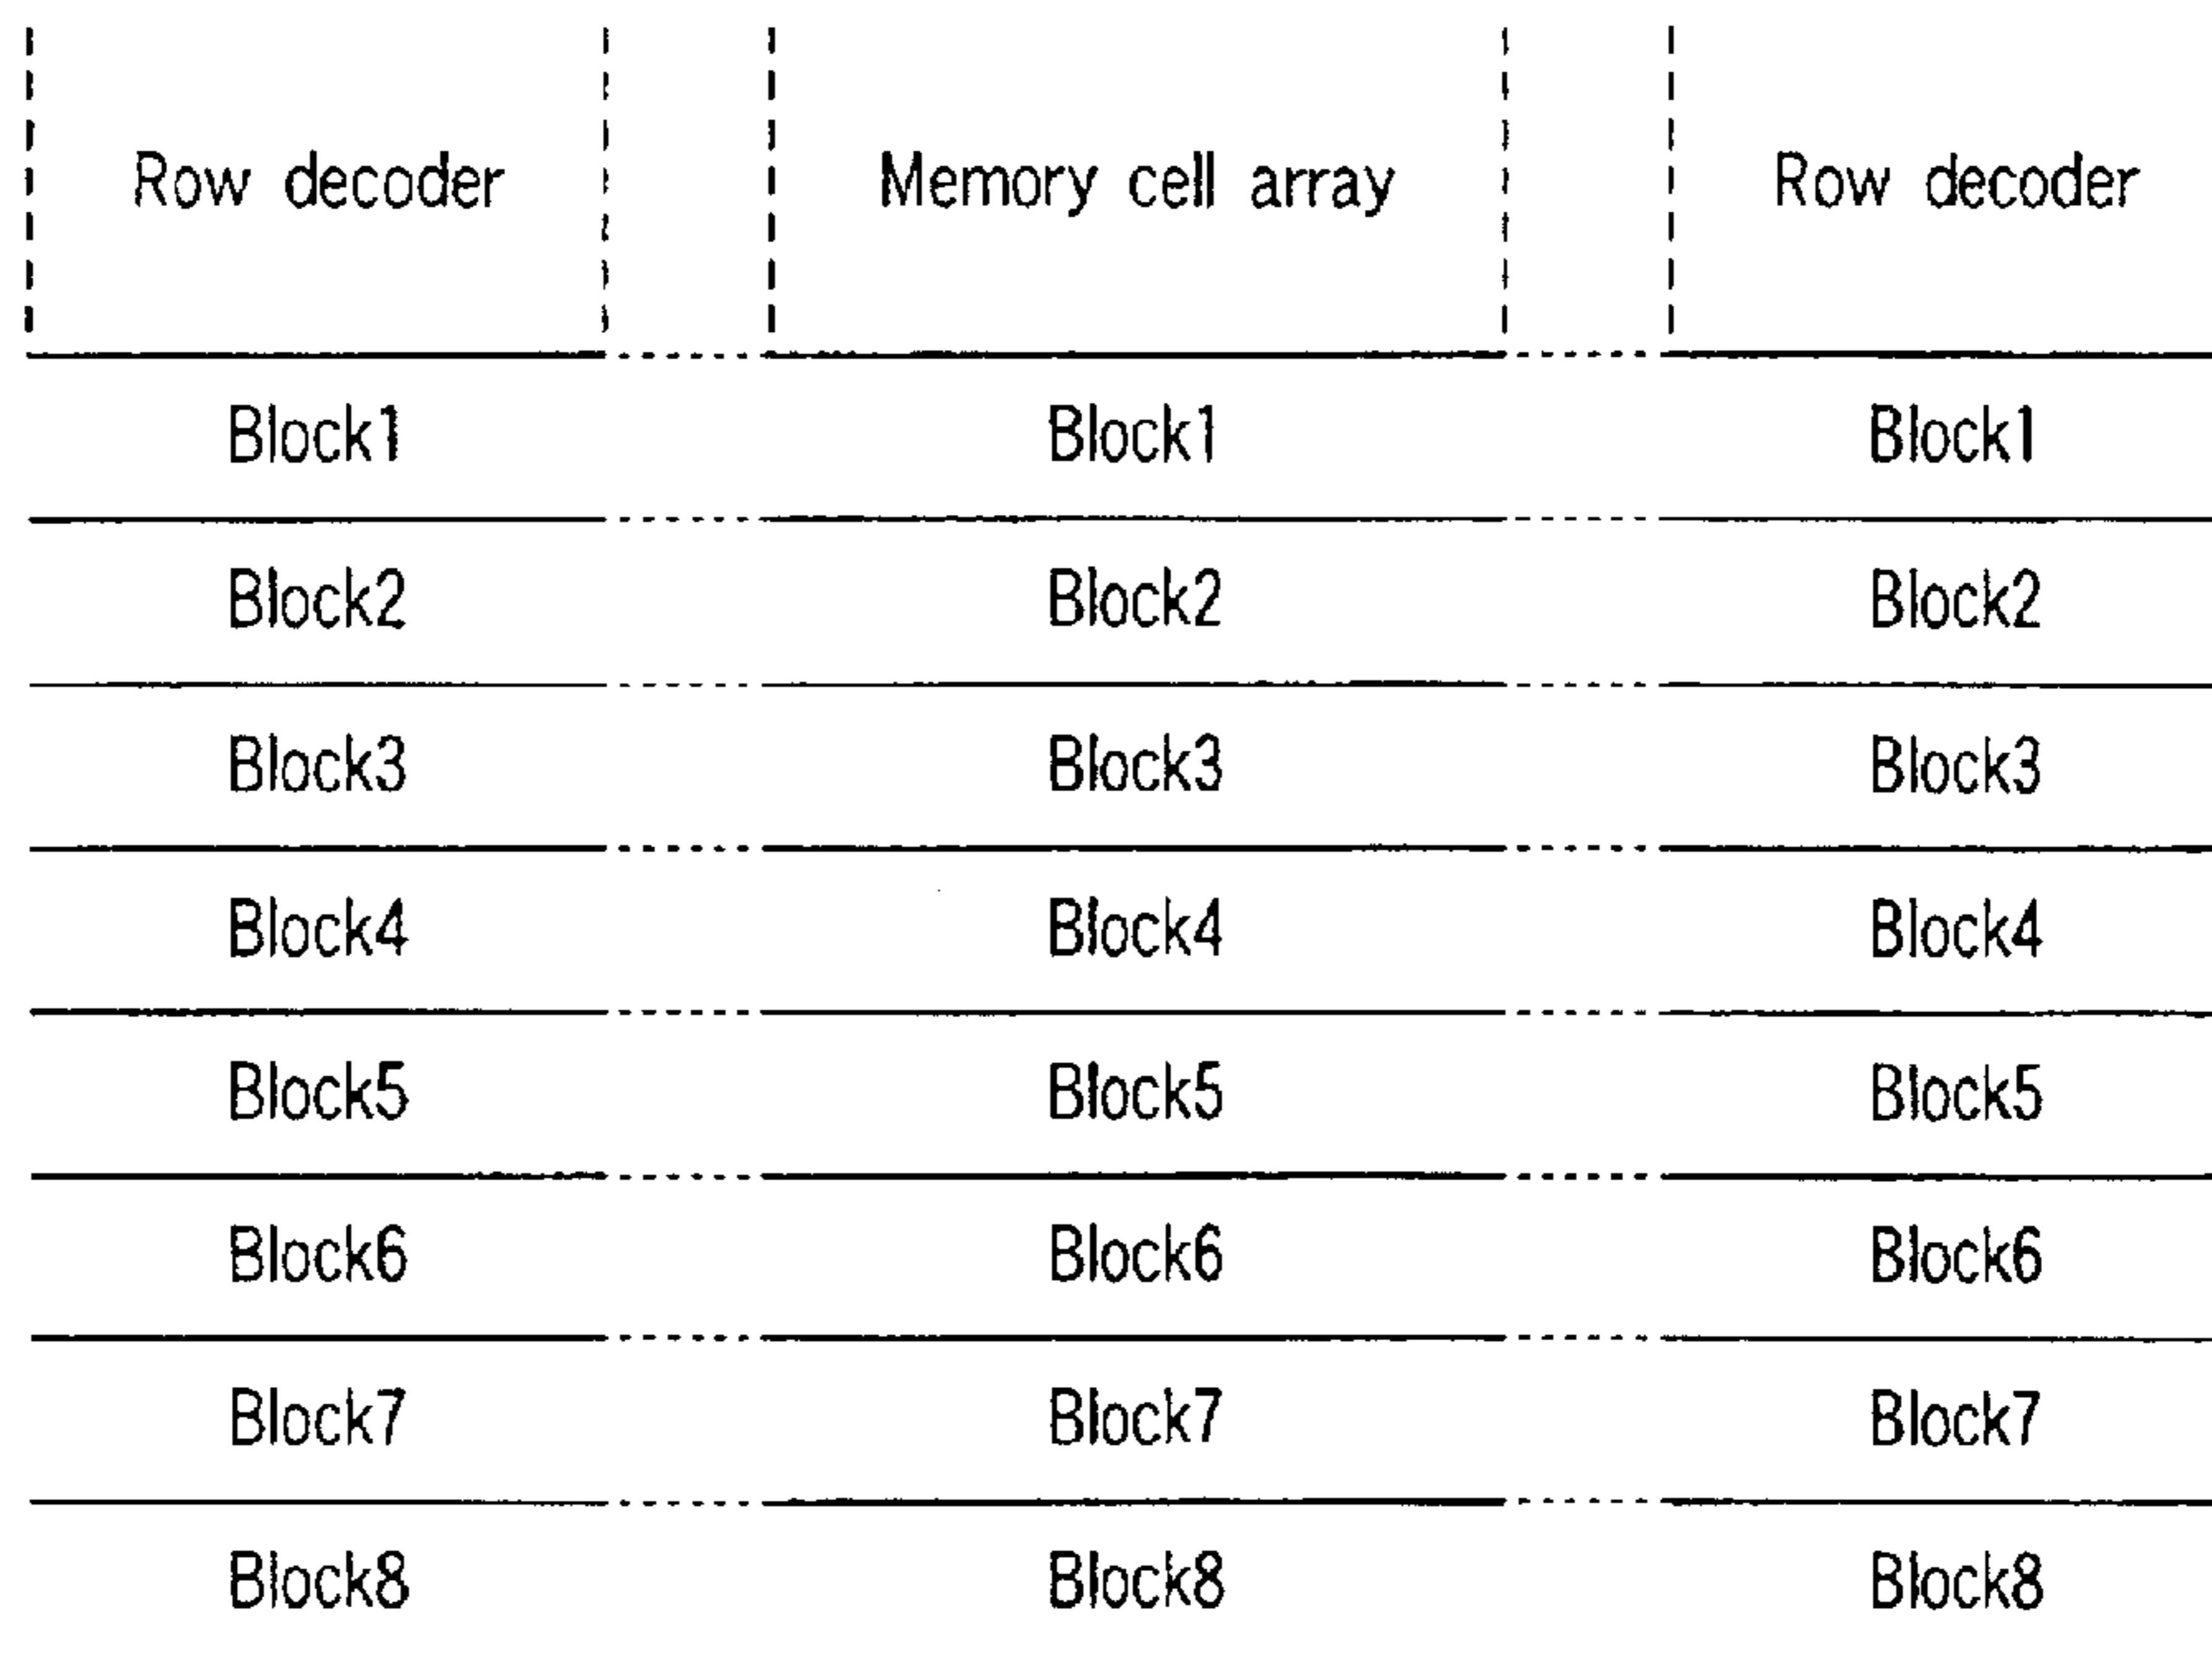 Row decoder Memory cell array Row decoder
Block1 Block1 Block1
Block2 Block2 Block2
Block3 Block3 Block3
Block4 Block4 Block4
Block5 Block5 Block5
Block6 Block6 Block6
Block7 Block7 Block7
Block8 Block8 Block8